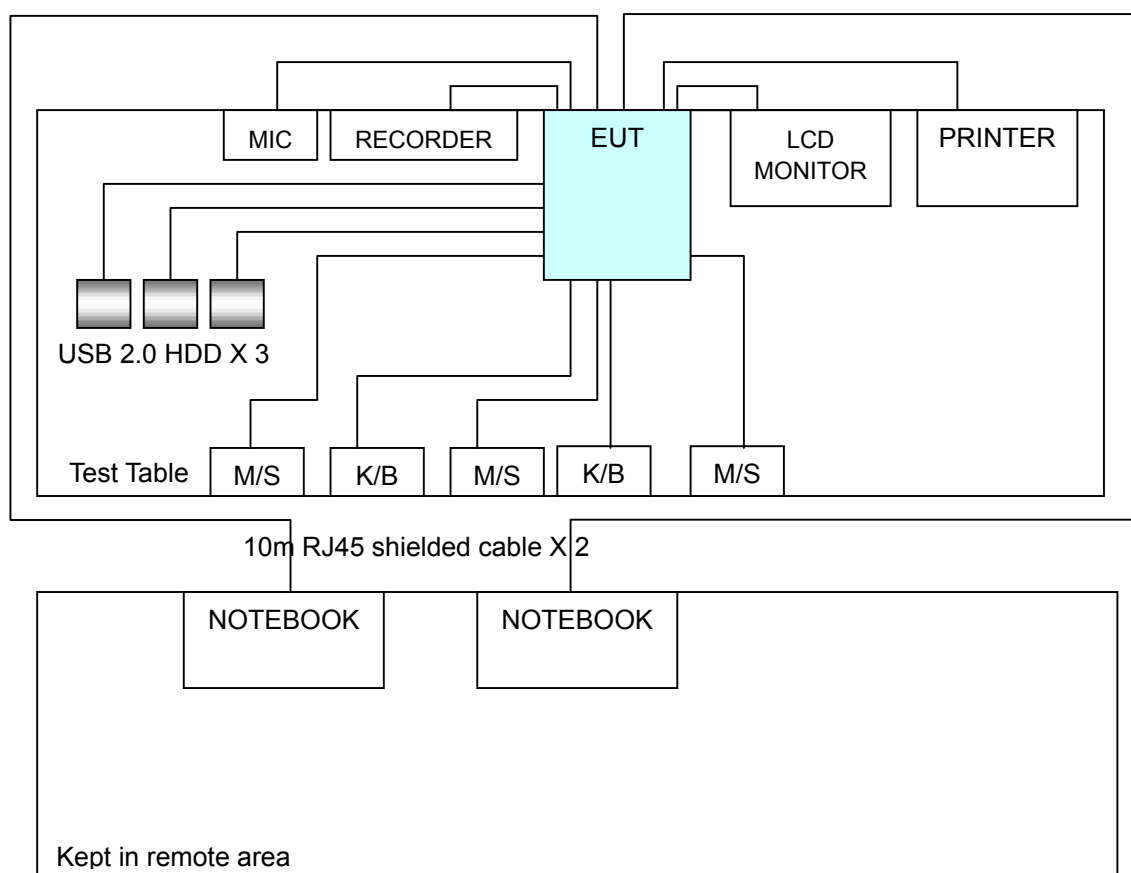 MIC
RECORDER
EUT
LCD
MONITOR
PRINTER
USB 2.0 HDD X 3
Test Table
M/S
K/B
M/S
K/B
M/S
10m RJ45 shielded cable X 2
NOTEBOOK
NOTEBOOK
Kept in remote area